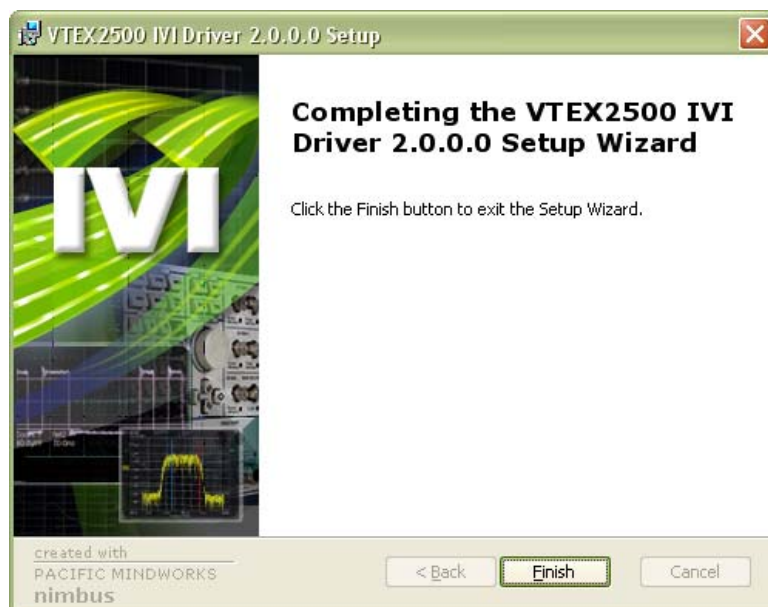 VTEX2500 IVI Driver 2.0.0.0 Setup
IVI
Completing the VTEX2500 IVI
Driver 2.0.0.0 Setup Wizard
Click the Finish button to exit the Setup Wizard.
created with
PACIFIC MINDWORKS
nimbus
< Back
Finish
Cancel